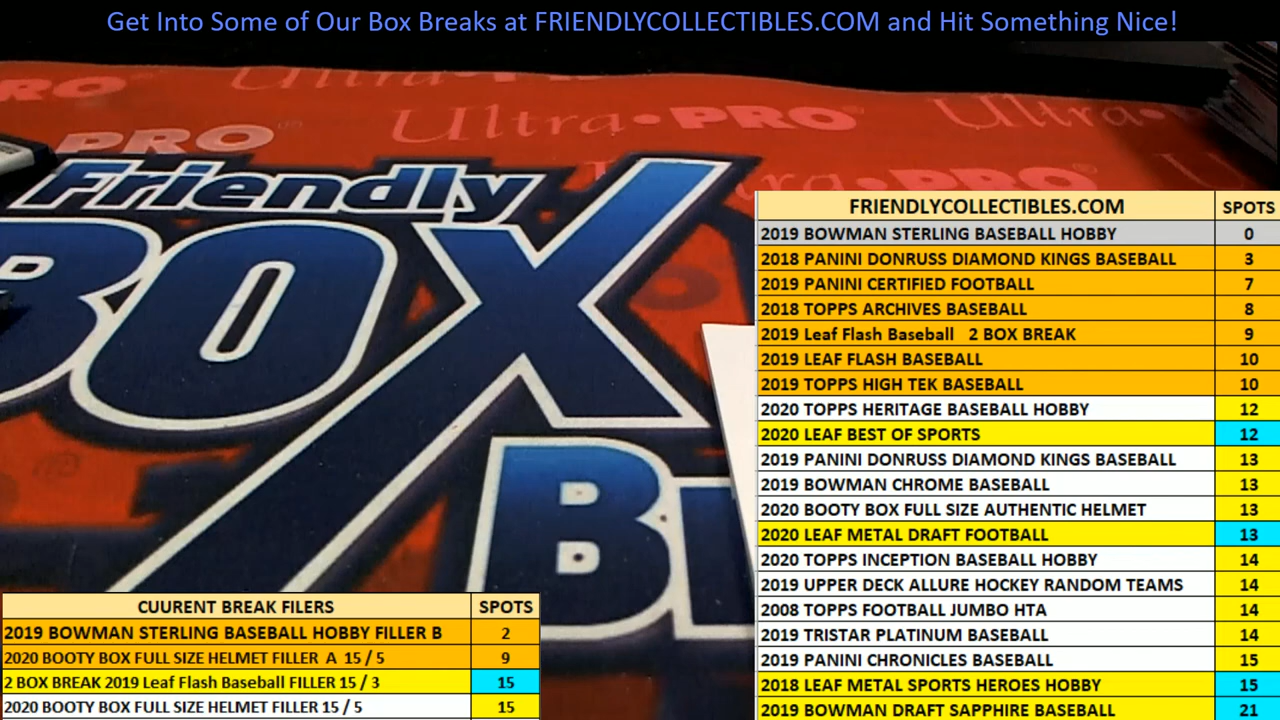 Get Into Some of Our Box Breaks at FRIENDLYCOLLECTIBLES.COM and Hit Something Nice!
PRO
Ultra
PRO
Ultra•PRO
Ultra
Friendly
BOX
FRIENDLYCOLLECTIBLES.COM SPOTS
2019 BOWMAN STERLING BASEBALL HOBBY 0
2018 PANINI DONRUSS DIAMOND KINGS BASEBALL 3
2019 PANINI CERTIFIED FOOTBALL 7
2018 TOPPS ARCHIVES BASEBALL 8
2019 Leaf Flash Baseball 2 BOX BREAK 9
2019 LEAF FLASH BASEBALL 10
2019 TOPPS HIGH TEK BASEBALL 10
2020 TOPPS HERITAGE BASEBALL HOBBY 12
2020 LEAF BEST OF SPORTS 12
2019 PANINI DONRUSS DIAMOND KINGS BASEBALL 13
2019 BOWMAN CHROME BASEBALL 13
2020 BOOTY BOX FULL SIZE AUTHENTIC HELMET 13
2020 LEAF METAL DRAFT FOOTBALL 13
2020 TOPPS INCEPTION BASEBALL HOBBY 14
2019 UPPER DECK ALLURE HOCKEY RANDOM TEAMS 14
2008 TOPPS FOOTBALL JUMBO HTA 14
2019 TRISTAR PLATINUM BASEBALL 14
2019 PANINI CHRONICLES BASEBALL 15
2018 LEAF METAL SPORTS HEROES HOBBY 15
2019 BOWMAN DRAFT SAPPHIRE BASEBALL 21
CUURENT BREAK FILERS SPOTS
2019 BOWMAN STERLING BASEBALL HOBBY FILLER B 2
2020 BOOTY BOX FULL SIZE HELMET FILLER A 15 / 5 9
2 BOX BREAK 2019 Leaf Flash Baseball FILLER 15 / 3 15
2020 BOOTY BOX FULL SIZE HELMET FILLER 15 / 5 15